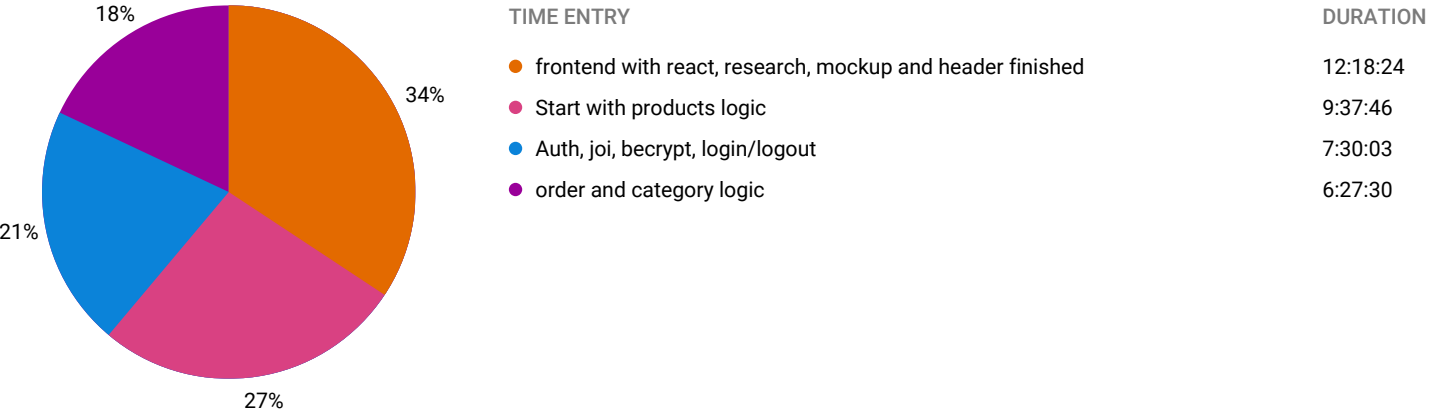 18%
34%
21%
27%
TIME ENTRY DURATION
frontend with react, research, mockup and header finished 12:18:24
Start with products logic 9:37:46
Auth, joi, becrypt, login/logout 7:30:03
order and category logic 6:27:30